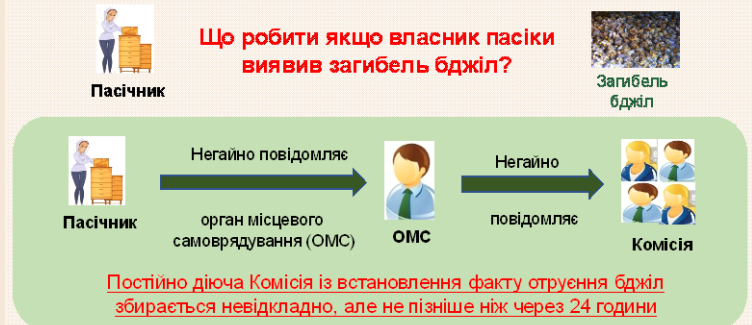 Що робити якщо власник пасіки
виявив загибель бджіл?
Пасічник
Загибель
бджіл
Негайно повідомляє
орган місцевого
самоврядування (ОМС)
Пасічник
ОМС
Негайно
повідомляє
Комісія
Постійно діюча Комісія із встановлення факту отруєння бджіл
збирається невідкладно, але не пізніше ніж через 24 години